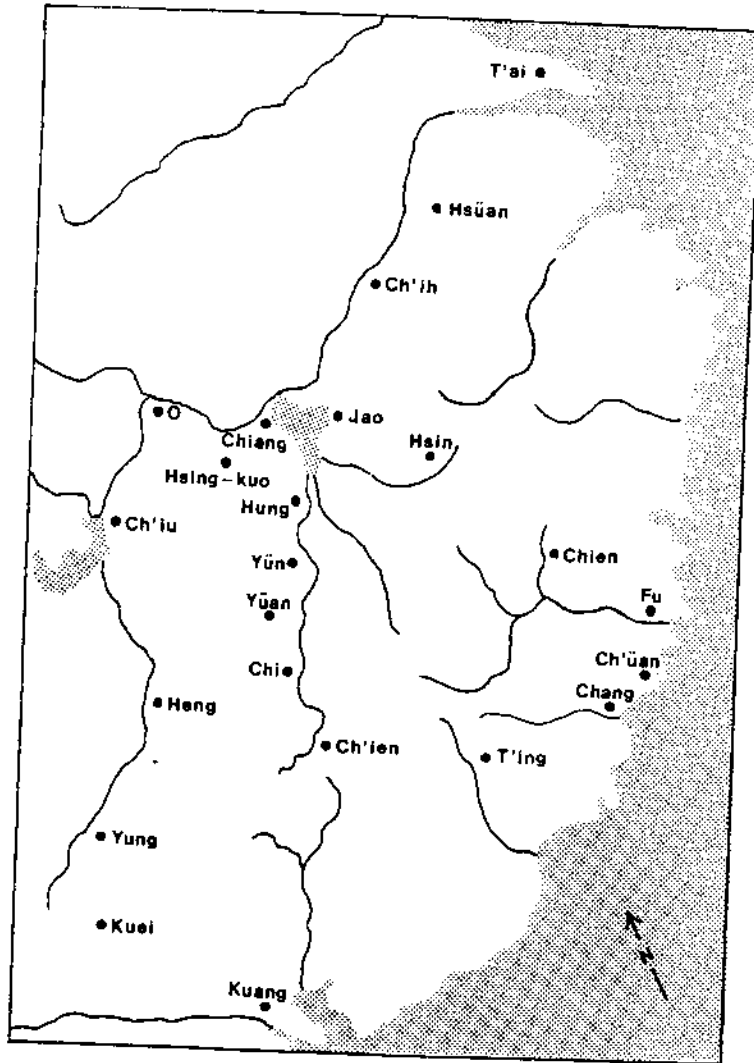 T'ai
Hsüan
Ch'ih
O
Chiang
Jao
Hsin
Hsing-kuo
Hung
Ch'iu
Yün
Chien
Yüan
Fu
Chi
Ch'üan
Heng
Chang
Ch'ien
T'ing
Yung
Kuei
Kuang
N